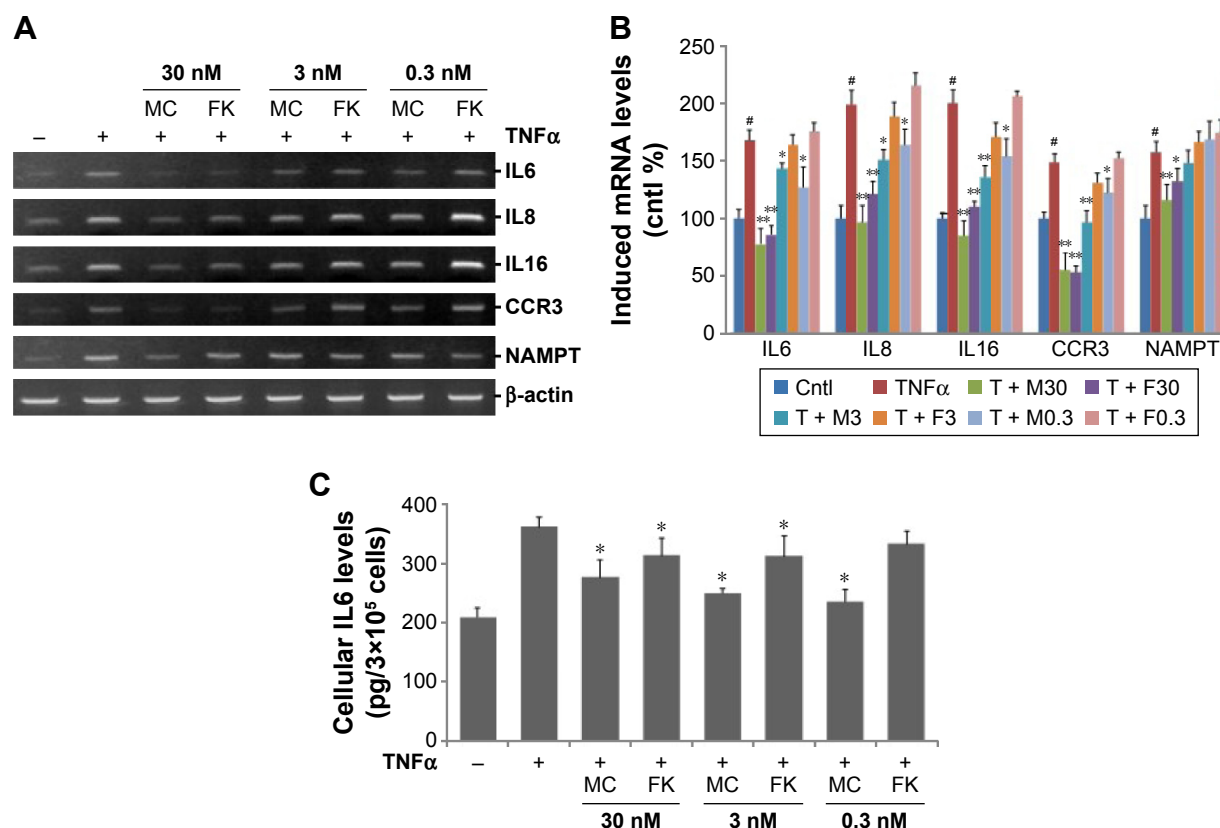 A
30 nM 3 nM 0.3 nM
MC FK MC FK MC FK
– + + + + + + + TNFα
IL6
IL8
IL16
CCR3
NAMPT
β-actin
B
Induced mRNA levels
(cntl %)
250
200
150
100
50
0
# ** ** * *
# ** ** * *
# ** ** ** *
# ** ** ** *
# ** *
IL6 IL8 IL16 CCR3 NAMPT
Cntl TNFα T + M30 T + F30
T + M3 T + F3 T + M0.3 T + F0.3
C
Cellular IL6 levels
(pg/3×10⁵ cells)
400
300
200
100
0
* * * * *
TNFα – + + + + + + +
MC FK MC FK MC FK
30 nM 3 nM 0.3 nM